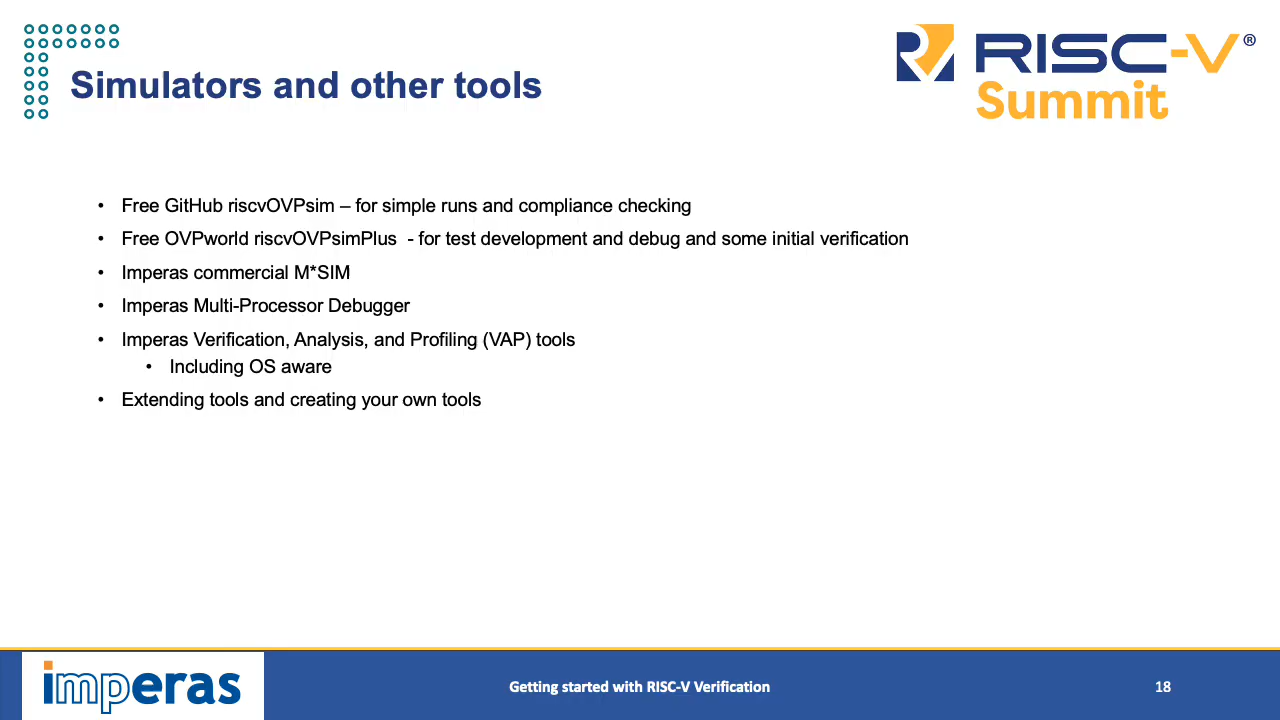 RISC-V®
Summit
Simulators and other tools
• Free GitHub riscvOVPsim – for simple runs and compliance checking
• Free OVPworld riscvOVPsimPlus  - for test development and debug and some initial verification
• Imperas commercial M*SIM
• Imperas Multi-Processor Debugger
• Imperas Verification, Analysis, and Profiling (VAP) tools
• Including OS aware
• Extending tools and creating your own tools
imperas
Getting started with RISC-V Verification
18